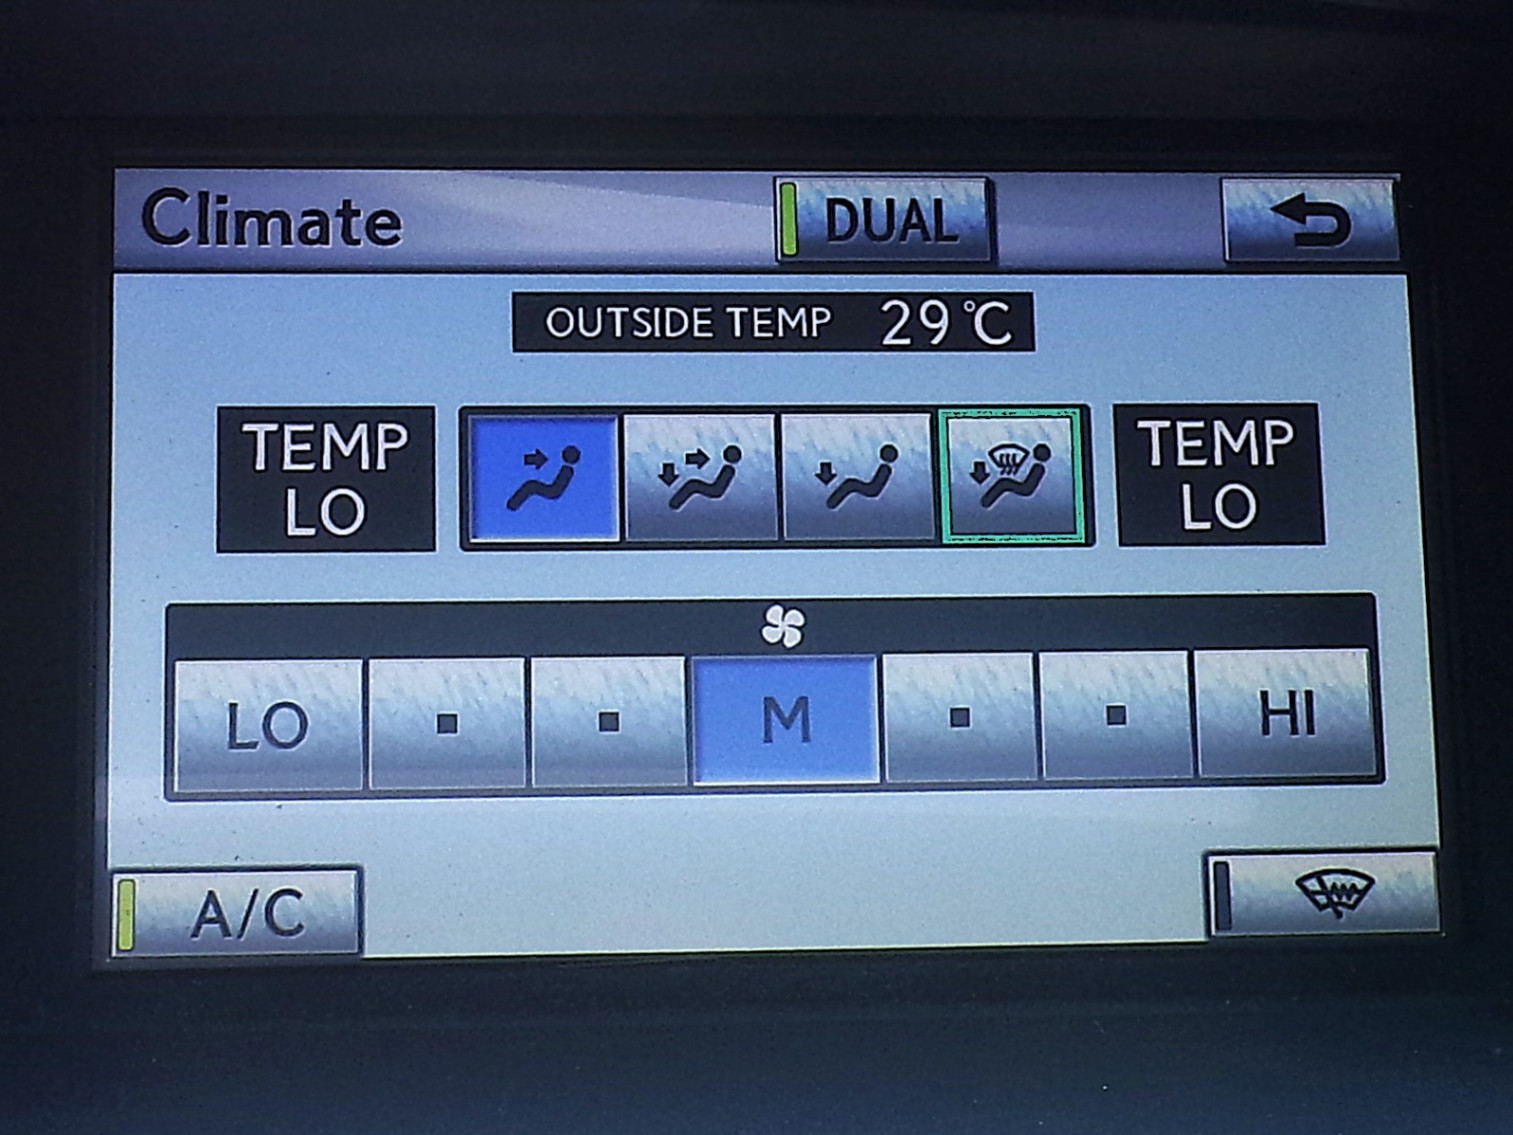 Climate
DUAL
OUTSIDE TEMP 29°C
TEMP
LO
TEMP
LO
LO
M
HI
A/C